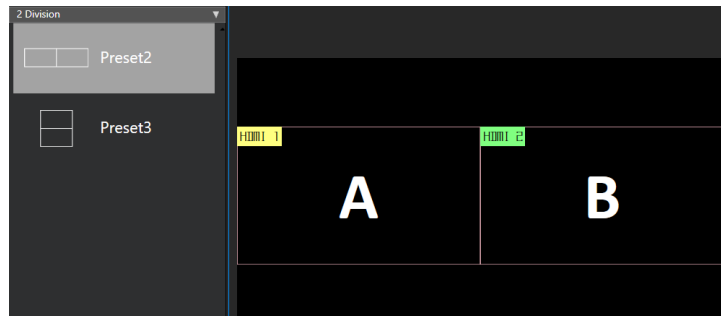 2 Division
Preset2
Preset3
HDMI 1
HDMI 2
A
B